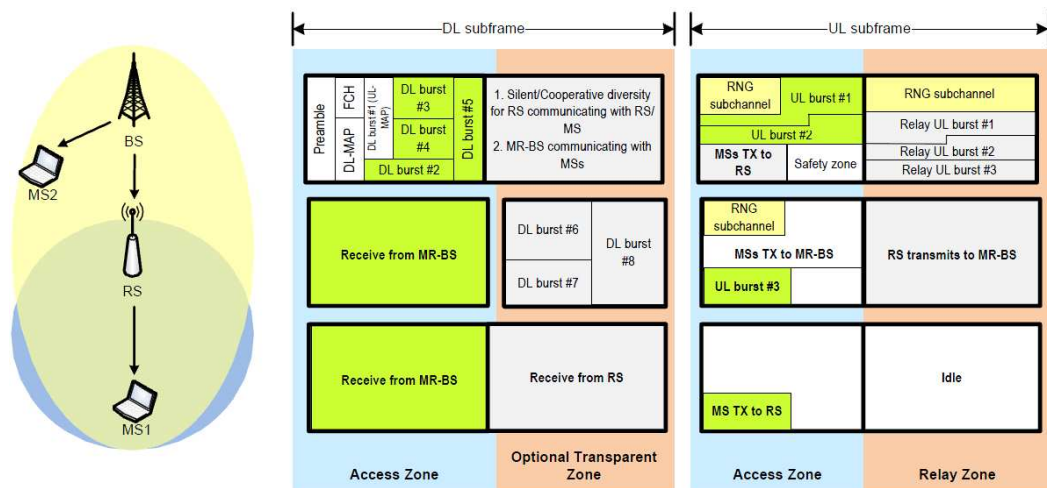 DL subframe
UL subframe
BS
MS2
RS
MS1
Preamble
FCH
DL-MAP
DL burst #1 (UL-
MAP)
DL burst
#3
DL burst
#4
DL burst #2
DL burst #5
1. Silent/Cooperative diversity
for RS communicating with RS/
MS
2. MR-BS communicating with
MSs
RNG
subchannel
UL burst #1
UL burst #2
MSs TX to
RS
Safety zone
RNG subchannel
Relay UL burst #1
Relay UL burst #2
Relay UL burst #3
Receive from MR-BS
DL burst #6
DL burst #7
DL burst
#8
RNG
subchannel
MSs TX to MR-BS
UL burst #3
RS transmits to MR-BS
Receive from MR-BS
Receive from RS
MS TX to RS
Idle
Access Zone
Optional Transparent
Zone
Access Zone
Relay Zone